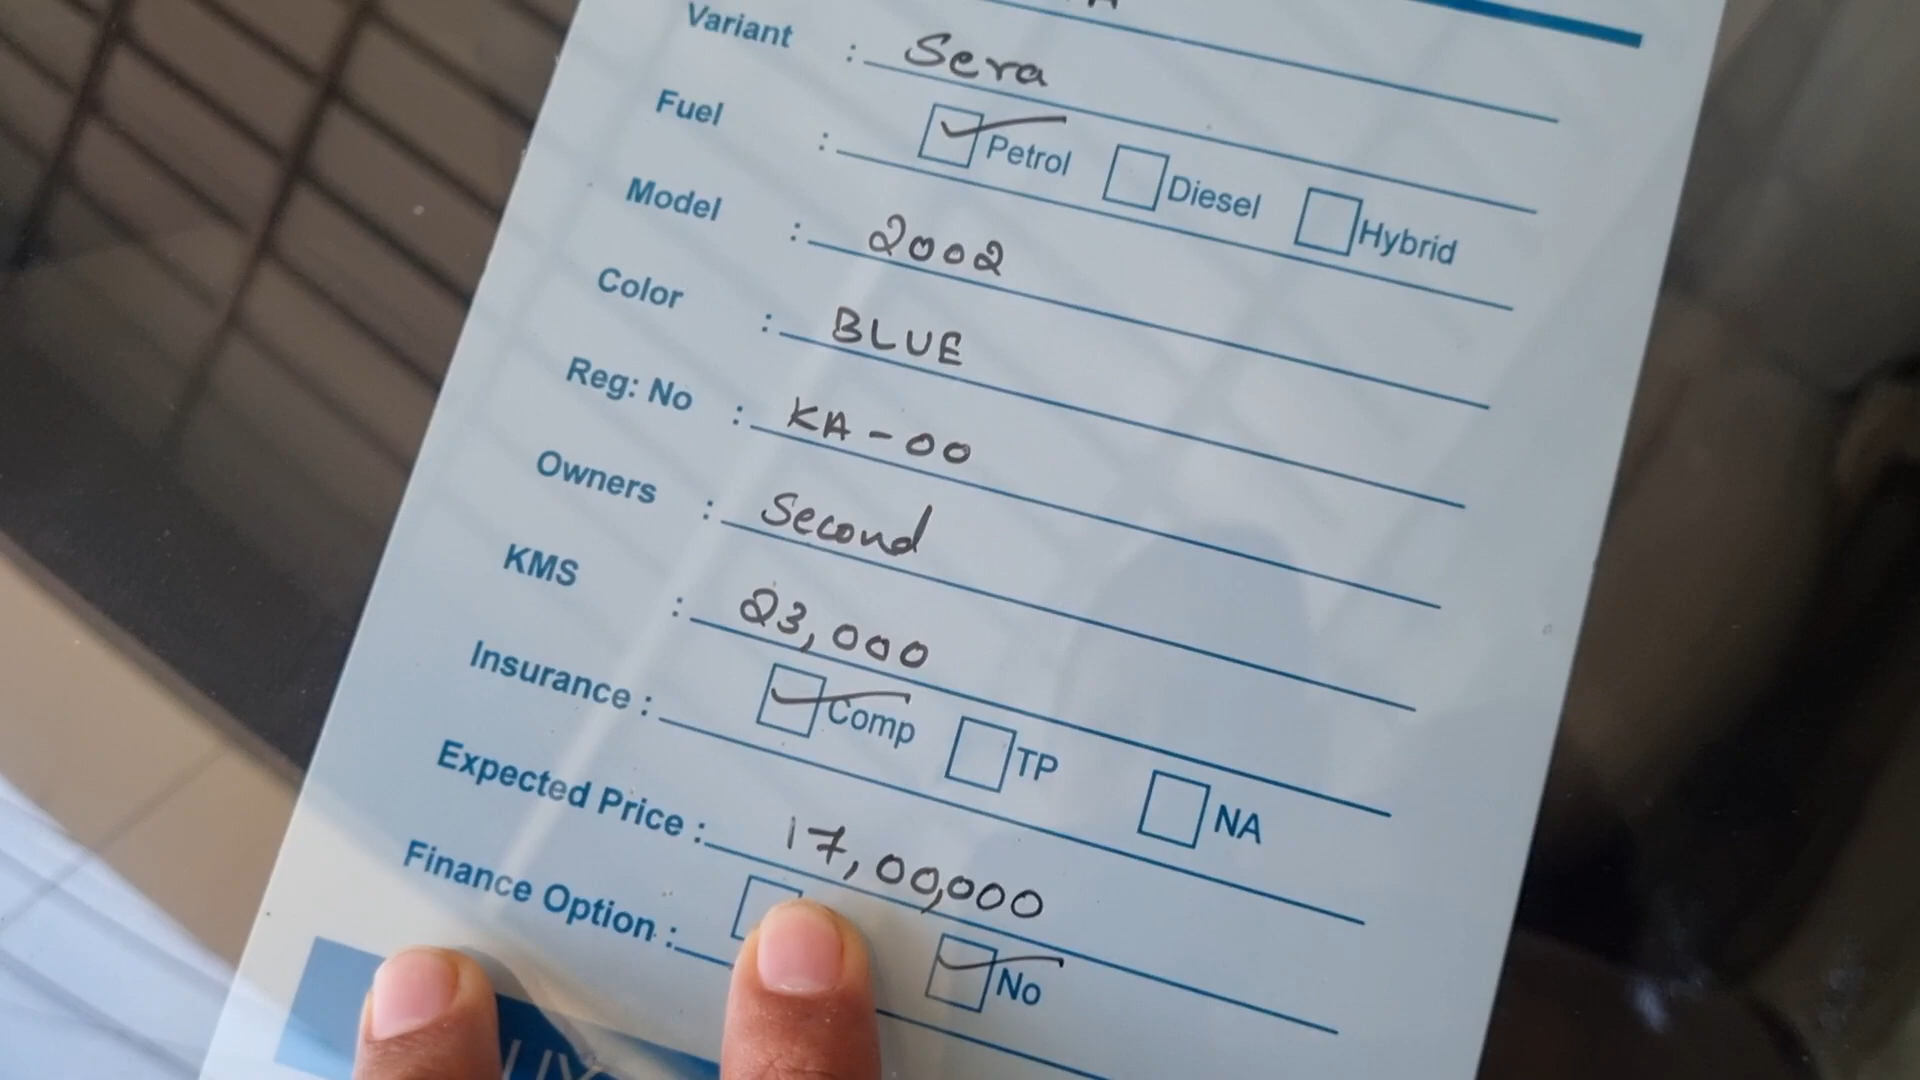 Variant : Sera
Fuel : Petrol Diesel Hybrid
Model : 2002
Color : BLUE
Reg: No : KA-00
Owners : Second
KMS : 23,000
Insurance : Comp TP NA
Expected Price : 17,00,000
Finance Option : No